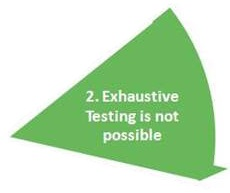 2. Exhaustive
Testing is not
possible